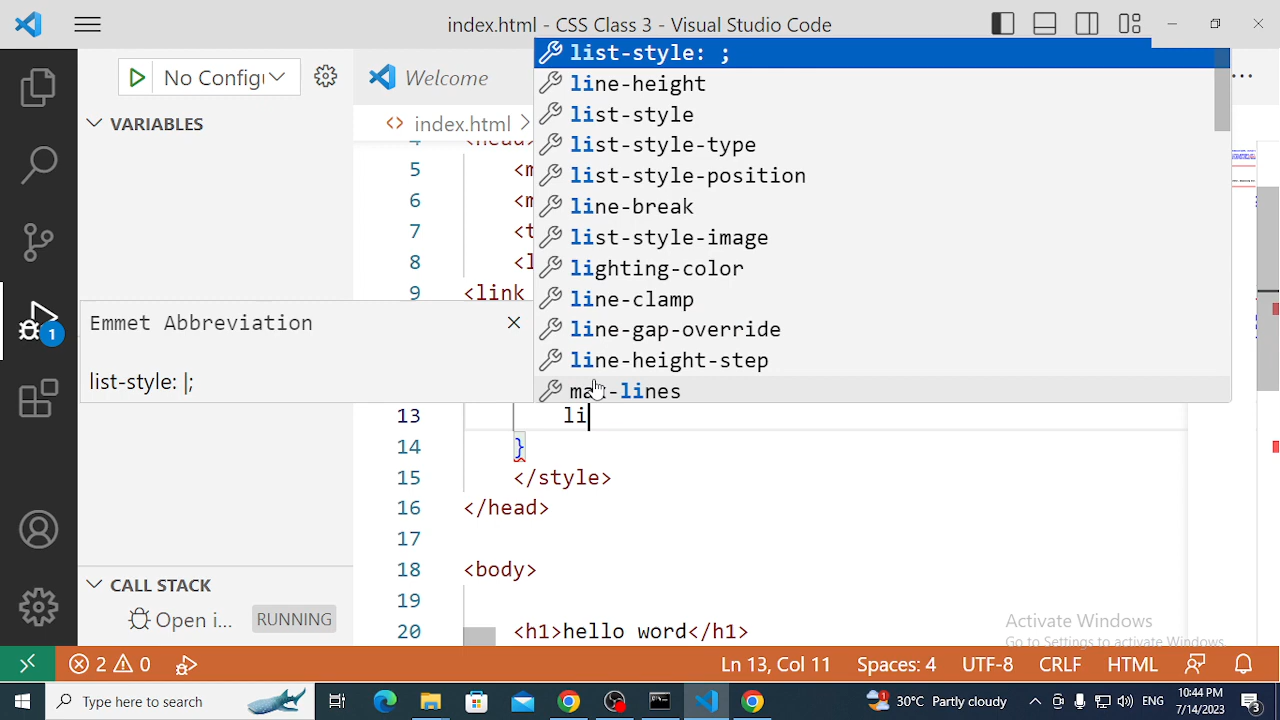 index.html - CSS Class 3 - Visual Studio Code
No Config
Welcome
VARIABLES
index.html >
list-style: ;
line-height
list-style
list-style-type
list-style-position
line-break
list-style-image
lighting-color
line-clamp
line-gap-override
line-height-step
max-lines
Emmet Abbreviation
list-style: |;
4 <head>
5 <m
6 <m
7 <t
8 <l
9 <link
13 li
14 }
15 </style>
16 </head>
17
18 <body>
19
20 <h1>hello word</h1>
1
CALL STACK
Open i... RUNNING
Activate Windows
Go to Settings to activate Windows.
2 0 Ln 13, Col 11 Spaces: 4 UTF-8 CRLF HTML
Type here to search 30°C Partly cloudy ENG 10:44 PM
7/14/2023 3